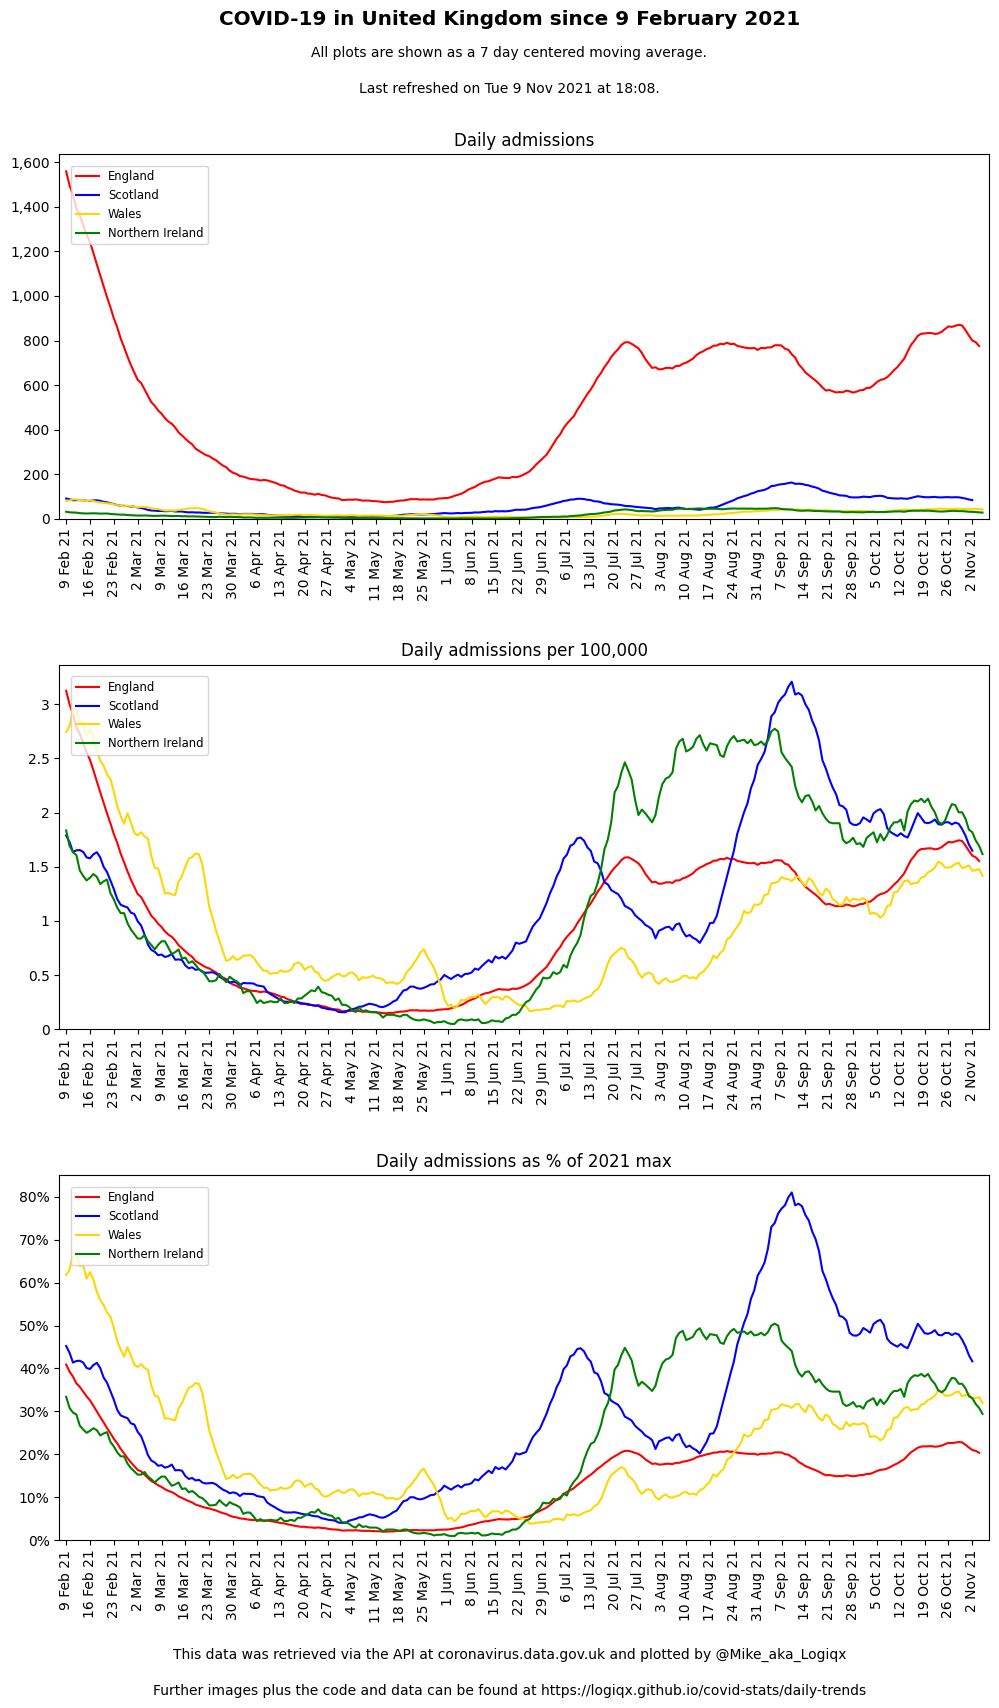 COVID-19 in United Kingdom since 9 February 2021
All plots are shown as a 7 day centered moving average.
Last refreshed on Tue 9 Nov 2021 at 18:08.
Daily admissions
England
Scotland
Wales
Northern Ireland
1,600
1,400
1,200
1,000
800
600
400
200
0
9 Feb 21
16 Feb 21
23 Feb 21
2 Mar 21
9 Mar 21
16 Mar 21
23 Mar 21
30 Mar 21
6 Apr 21
13 Apr 21
20 Apr 21
27 Apr 21
4 May 21
11 May 21
18 May 21
25 May 21
1 Jun 21
8 Jun 21
15 Jun 21
22 Jun 21
29 Jun 21
6 Jul 21
13 Jul 21
20 Jul 21
27 Jul 21
3 Aug 21
10 Aug 21
17 Aug 21
24 Aug 21
31 Aug 21
7 Sep 21
14 Sep 21
21 Sep 21
28 Sep 21
5 Oct 21
12 Oct 21
19 Oct 21
26 Oct 21
2 Nov 21
Daily admissions per 100,000
England
Scotland
Wales
Northern Ireland
3
2.5
2
1.5
1
0.5
0
9 Feb 21
16 Feb 21
23 Feb 21
2 Mar 21
9 Mar 21
16 Mar 21
23 Mar 21
30 Mar 21
6 Apr 21
13 Apr 21
20 Apr 21
27 Apr 21
4 May 21
11 May 21
18 May 21
25 May 21
1 Jun 21
8 Jun 21
15 Jun 21
22 Jun 21
29 Jun 21
6 Jul 21
13 Jul 21
20 Jul 21
27 Jul 21
3 Aug 21
10 Aug 21
17 Aug 21
24 Aug 21
31 Aug 21
7 Sep 21
14 Sep 21
21 Sep 21
28 Sep 21
5 Oct 21
12 Oct 21
19 Oct 21
26 Oct 21
2 Nov 21
Daily admissions as % of 2021 max
England
Scotland
Wales
Northern Ireland
80%
70%
60%
50%
40%
30%
20%
10%
0%
9 Feb 21
16 Feb 21
23 Feb 21
2 Mar 21
9 Mar 21
16 Mar 21
23 Mar 21
30 Mar 21
6 Apr 21
13 Apr 21
20 Apr 21
27 Apr 21
4 May 21
11 May 21
18 May 21
25 May 21
1 Jun 21
8 Jun 21
15 Jun 21
22 Jun 21
29 Jun 21
6 Jul 21
13 Jul 21
20 Jul 21
27 Jul 21
3 Aug 21
10 Aug 21
17 Aug 21
24 Aug 21
31 Aug 21
7 Sep 21
14 Sep 21
21 Sep 21
28 Sep 21
5 Oct 21
12 Oct 21
19 Oct 21
26 Oct 21
2 Nov 21
This data was retrieved via the API at coronavirus.data.gov.uk and plotted by @Mike_aka_Logiqx
Further images plus the code and data can be found at https://logiqx.github.io/covid-stats/daily-trends